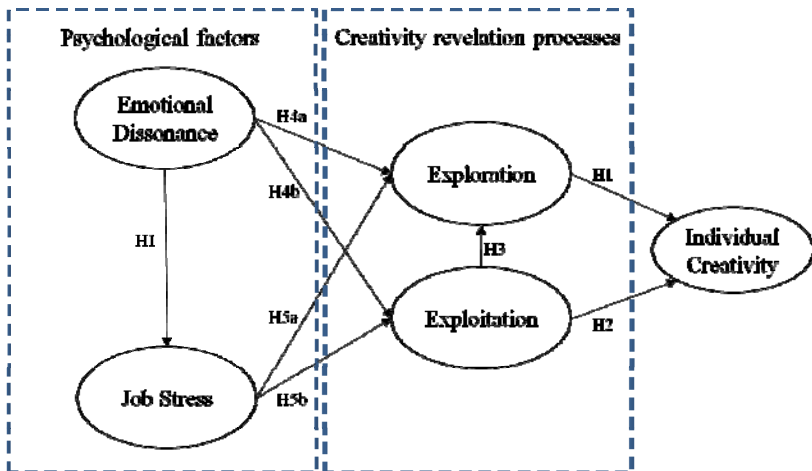 Psychological factors
Creativity revelation processes
Emotional
Dissonance
H4a
H4b
H1
Exploration
H1
Individual
Creativity
H3
H5a
Exploitation
H2
Job Stress
H5b